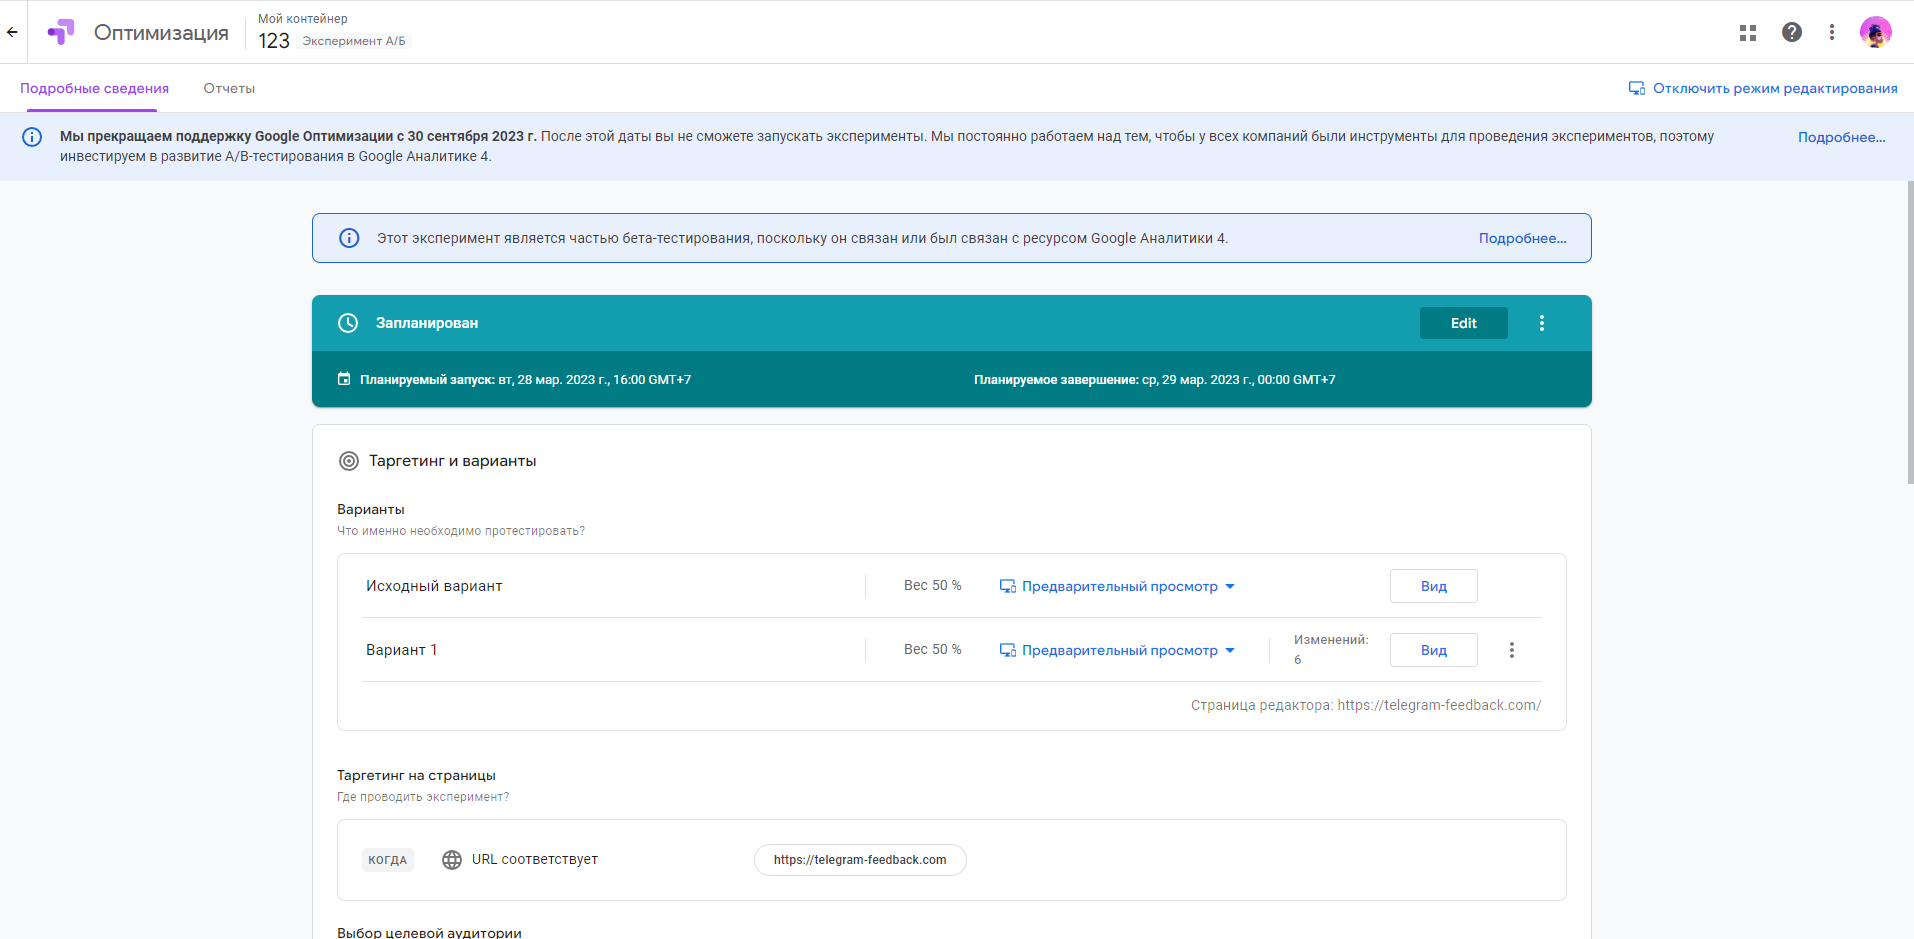 Оптимизация
Мой контейнер
123 Эксперимент А/Б
Подробные сведения
Отчеты
Отключить режим редактирования
Мы прекращаем поддержку Google Оптимизации с 30 сентября 2023 г. После этой даты вы не сможете запускать эксперименты. Мы постоянно работаем над тем, чтобы у всех компаний были инструменты для проведения экспериментов, поэтому
инвестируем в развитие A/B-тестирования в Google Аналитике 4.
Подробнее...
Этот эксперимент является частью бета-тестирования, поскольку он связан или был связан с ресурсом Google Аналитики 4.
Подробнее...
Запланирован
Edit
Планируемый запуск: вт, 28 мар. 2023 г., 16:00 GMT+7
Планируемое завершение: ср, 29 мар. 2023 г., 00:00 GMT+7
Таргетинг и варианты
Варианты
Что именно необходимо протестировать?
Исходный вариант
Вес 50 %
Предварительный просмотр
Вид
Вариант 1
Вес 50 %
Предварительный просмотр
Изменений:
6
Вид
Страница редактора: https://telegram-feedback.com/
Таргетинг на страницы
Где проводить эксперимент?
КОГДА
URL соответствует
https://telegram-feedback.com
Выбор целевой аудитории